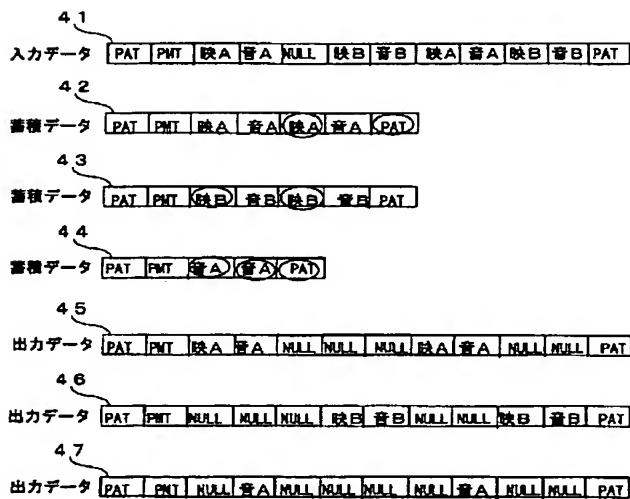 41
入力データ PAT PMT 映A 音A NULL 映B 音B 映A 音A 映B 音B PAT
42
蓄積データ PAT PMT 映A 音A 映A 音A PAT
43
蓄積データ PAT PMT 映B 音B 映B 音B PAT
44
蓄積データ PAT PMT 音A 音A PAT
45
出力データ PAT PMT 映A 音A NULL NULL NULL 映A 音A NULL NULL PAT
46
出力データ PAT PMT NULL NULL NULL 映B 音B NULL NULL 映B 音B PAT
47
出力データ PAT PMT NULL 音A NULL NULL NULL NULL 音A NULL NULL PAT